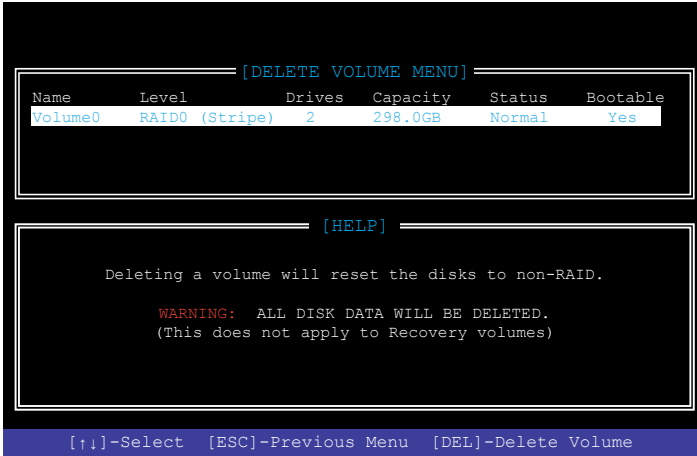 [DELETE VOLUME MENU]
Name Level Drives Capacity Status Bootable
Volume0 RAID0 (Stripe) 2 298.0GB Normal Yes
[HELP]
Deleting a volume will reset the disks to non-RAID.
WARNING: ALL DISK DATA WILL BE DELETED.
(This does not apply to Recovery volumes)
[↑↓]-Select [ESC]-Previous Menu [DEL]-Delete Volume